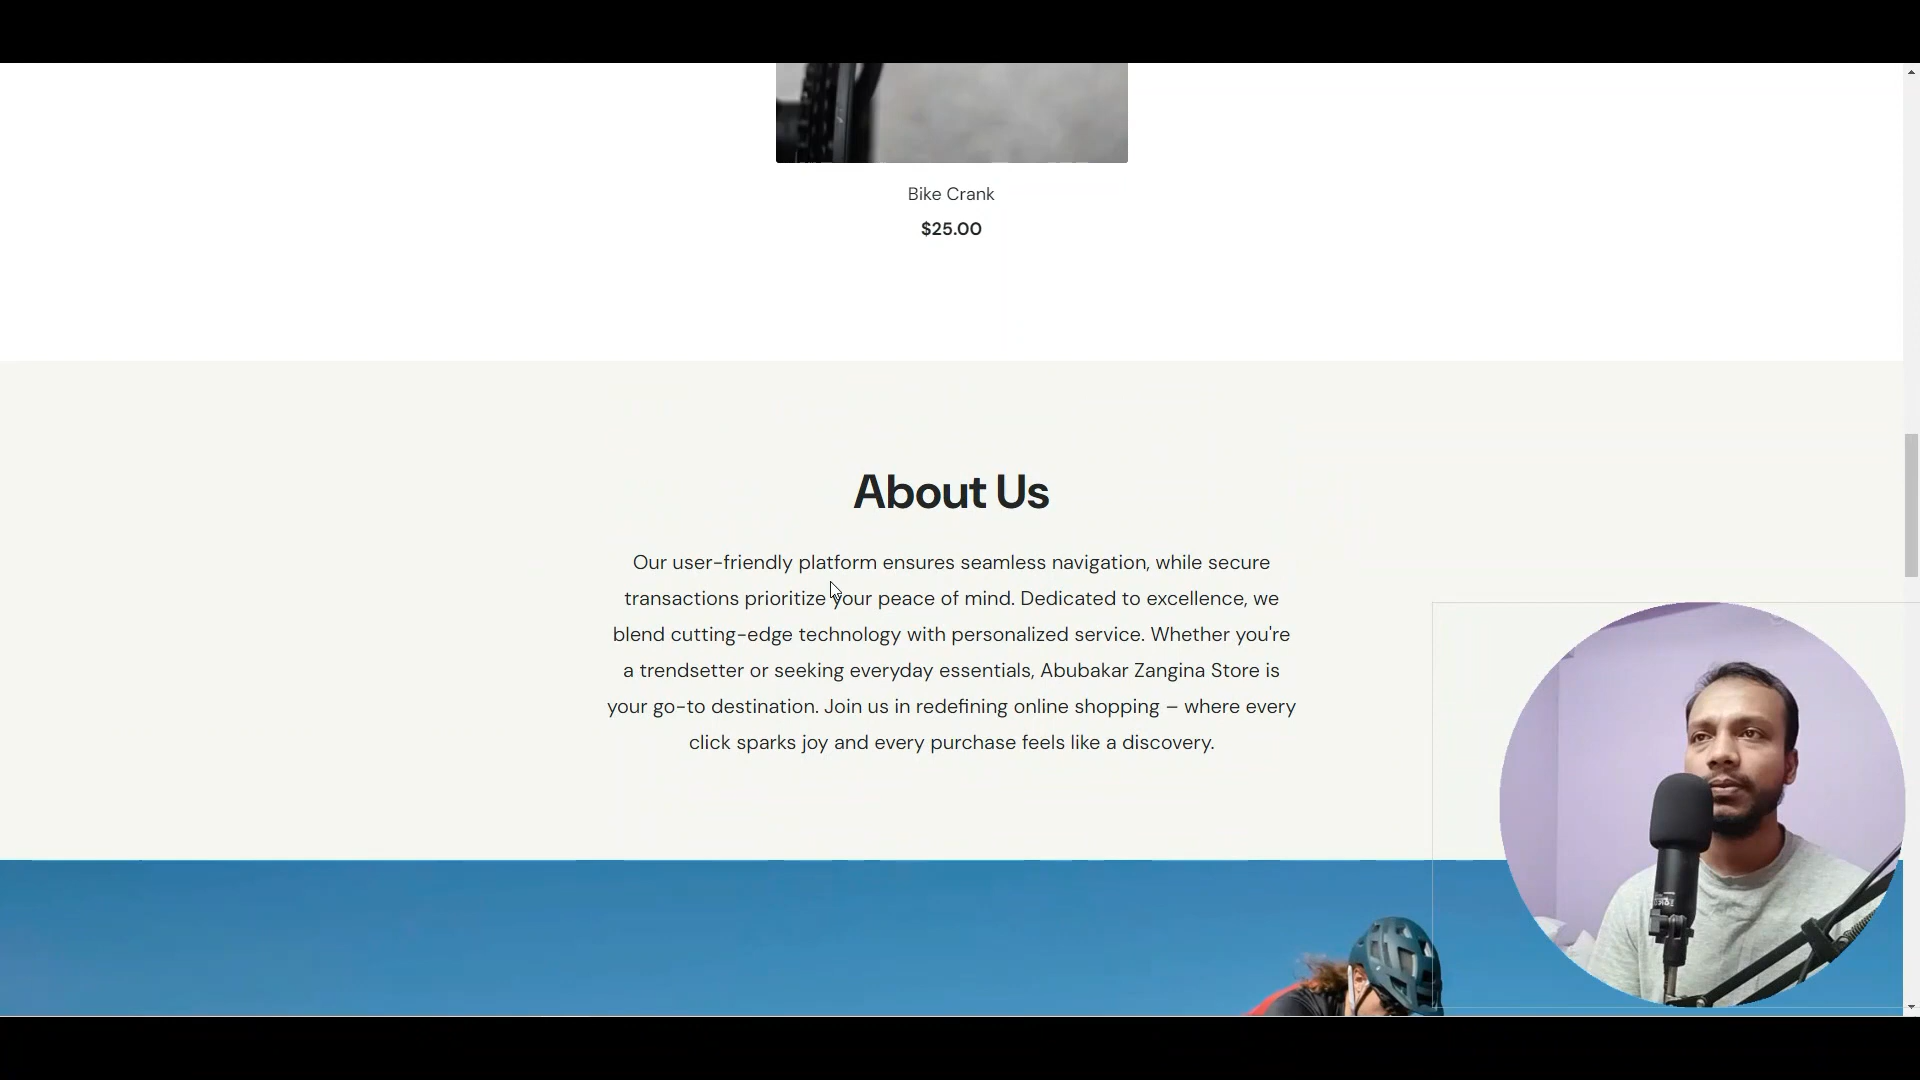 Bike Crank
$25.00
About Us
Our user-friendly platform ensures seamless navigation, while secure
transactions prioritize your peace of mind. Dedicated to excellence, we
blend cutting-edge technology with personalized service. Whether you're
a trendsetter or seeking everyday essentials, Abubakar Zangina Store is
your go-to destination. Join us in redefining online shopping – where every
click sparks joy and every purchase feels like a discovery.